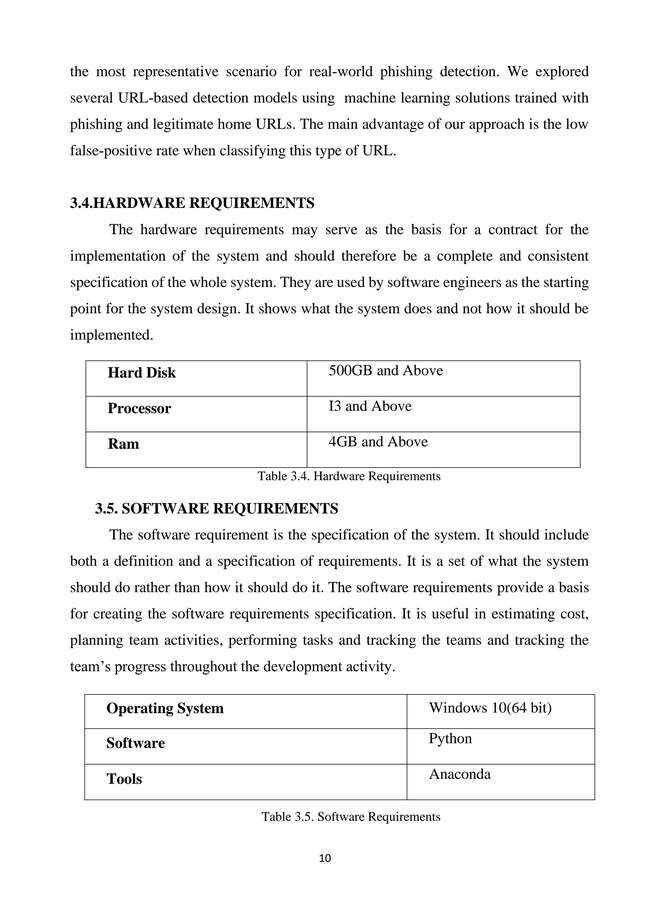 the most representative scenario for real-world phishing detection. We explored
several URL-based detection models using machine learning solutions trained with
phishing and legitimate home URLs. The main advantage of our approach is the low
false-positive rate when classifying this type of URL.
3.4.HARDWARE REQUIREMENTS
The hardware requirements may serve as the basis for a contract for the
implementation of the system and should therefore be a complete and consistent
specification of the whole system. They are used by software engineers as the starting
point for the system design. It shows what the system does and not how it should be
implemented.
Hard Disk 500GB and Above
Processor I3 and Above
Ram 4GB and Above
Table 3.4. Hardware Requirements
3.5. SOFTWARE REQUIREMENTS
The software requirement is the specification of the system. It should include
both a definition and a specification of requirements. It is a set of what the system
should do rather than how it should do it. The software requirements provide a basis
for creating the software requirements specification. It is useful in estimating cost,
planning team activities, performing tasks and tracking the teams and tracking the
team’s progress throughout the development activity.
Operating System Windows 10(64 bit)
Software Python
Tools Anaconda
Table 3.5. Software Requirements
10